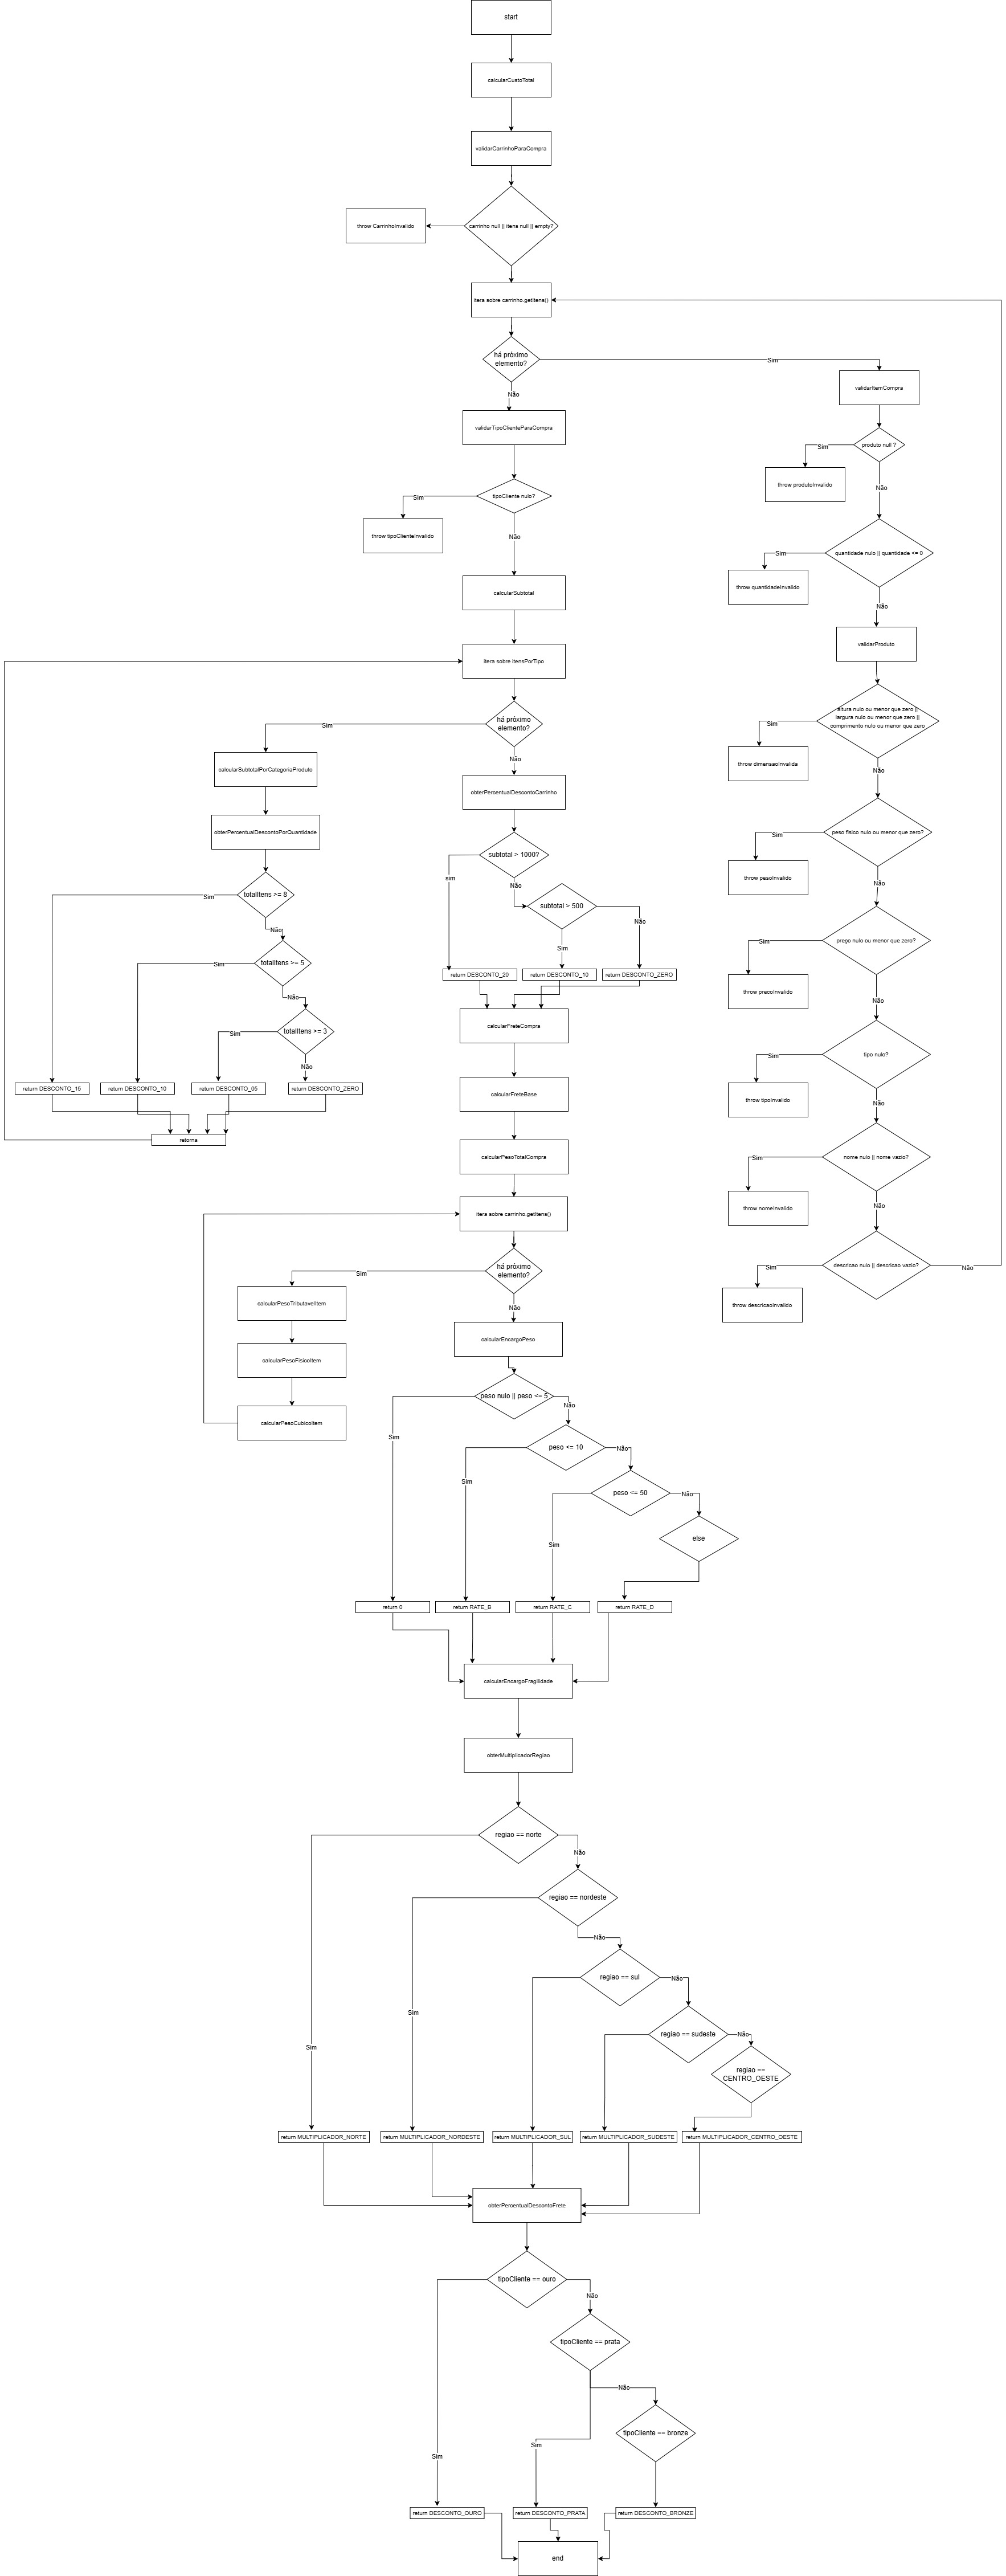 start
calcularCustoTotal
validarCarrinhoParaCompra
carrinho null || itens null || empty?
throw CarrinhoInvalido
itera sobre carrinho.getItens()
há próximo
elemento?
Sim
Não
validarItemCompra
produto null ?
Sim
throw produtoInvalido
Não
quantidade nulo || quantidade <= 0
Sim
throw quantidadeInvalido
Não
validarProduto
altura nulo ou menor que zero ||
largura nulo ou menor que zero ||
comprimento nulo ou menor que zero
Sim
throw dimensaoInvalida
Não
peso fisico nulo ou menor que zero?
Sim
throw pesoInvalido
Não
preço nulo ou menor que zero?
Sim
throw precoInvalido
Não
tipo nulo?
Sim
throw tipoInvalido
Não
nome nulo || nome vazio?
Sim
throw nomeInvalido
Não
descricao nulo || descricao vazio?
Sim
throw descricaoInvalido
Não
validarTipoClienteParaCompra
tipoCliente nulo?
Sim
throw tipoClienteInvalido
Não
calcularSubtotal
itera sobre itensPorTipo
há próximo
elemento?
Sim
Não
calcularSubtotalPorCategoriaProduto
obterPercentualDescontoPorQuantidade
totalItens >= 8
Sim
Não
totalItens >= 5
Sim
Não
totalItens >= 3
Sim
Não
return DESCONTO_15
return DESCONTO_10
return DESCONTO_05
return DESCONTO_ZERO
retorna
obterPercentualDescontoCarrinho
subtotal > 1000?
sim
Não
subtotal > 500
Sim
Não
return DESCONTO_20
return DESCONTO_10
return DESCONTO_ZERO
calcularFreteCompra
calcularFreteBase
calcularPesoTotalCompra
itera sobre carrinho.getItens()
há próximo
elemento?
Sim
Não
calcularPesoTributavelItem
calcularPesoFisicoItem
calcularPesoCubicoItem
calcularEncargoPeso
peso nulo || peso <= 5
Sim
Não
peso <= 10
Sim
Não
peso <= 50
Sim
Não
else
return 0
return RATE_B
return RATE_C
return RATE_D
calcularEncargoFragilidade
obterMultiplicadorRegiao
regiao == norte
Sim
Não
regiao == nordeste
Sim
Não
regiao == sul
Não
regiao == sudeste
Não
regiao ==
CENTRO_OESTE
return MULTIPLICADOR_NORTE
return MULTIPLICADOR_NORDESTE
return MULTIPLICADOR_SUL
return MULTIPLICADOR_SUDESTE
return MULTIPLICADOR_CENTRO_OESTE
obterPercentualDescontoFrete
tipoCliente == ouro
Sim
Não
tipoCliente == prata
Sim
Não
tipoCliente == bronze
return DESCONTO_OURO
return DESCONTO_PRATA
return DESCONTO_BRONZE
end